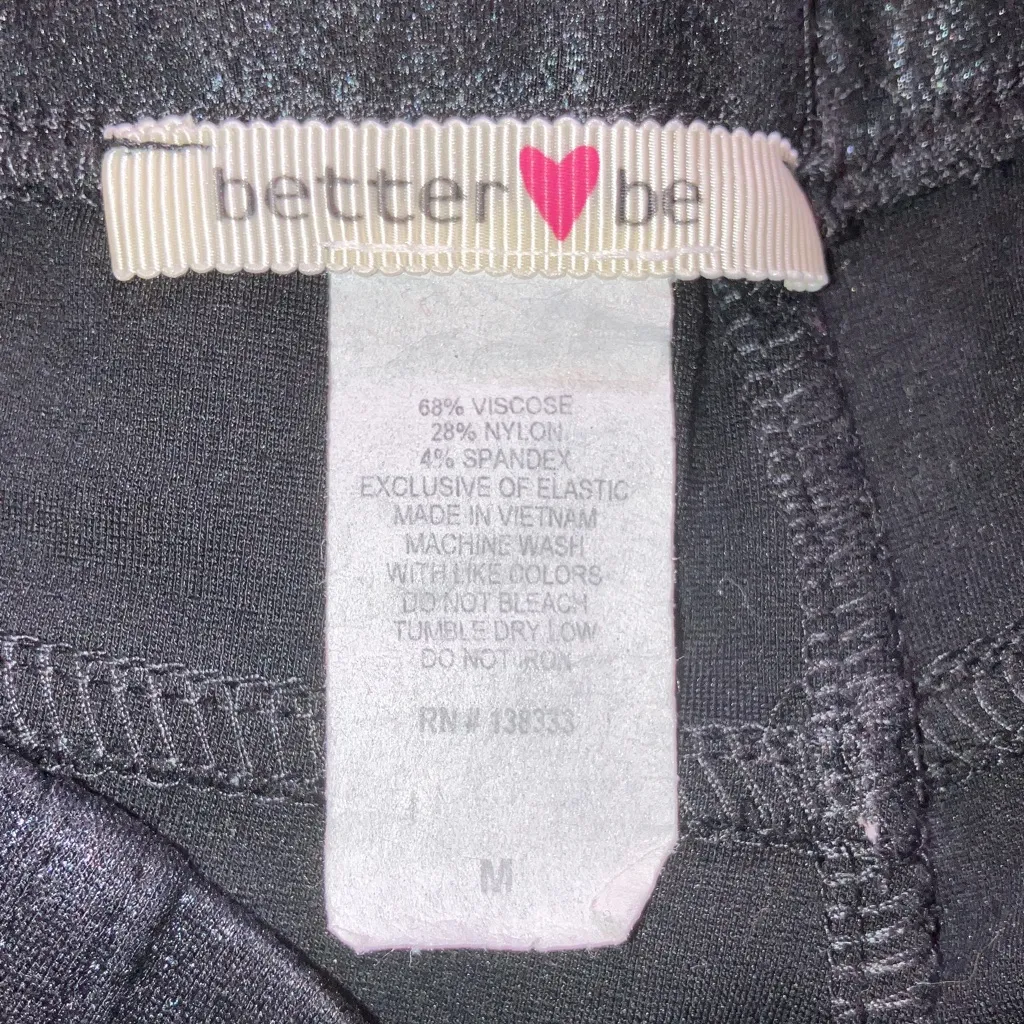 better be
68% VISCOSE
28% NYLON
4% SPANDEX
EXCLUSIVE OF ELASTIC
MADE IN VIETNAM
MACHINE WASH
WITH LIKE COLORS
DO NOT BLEACH
TUMBLE DRY LOW
DO NOT IRON
RN # 138333
M